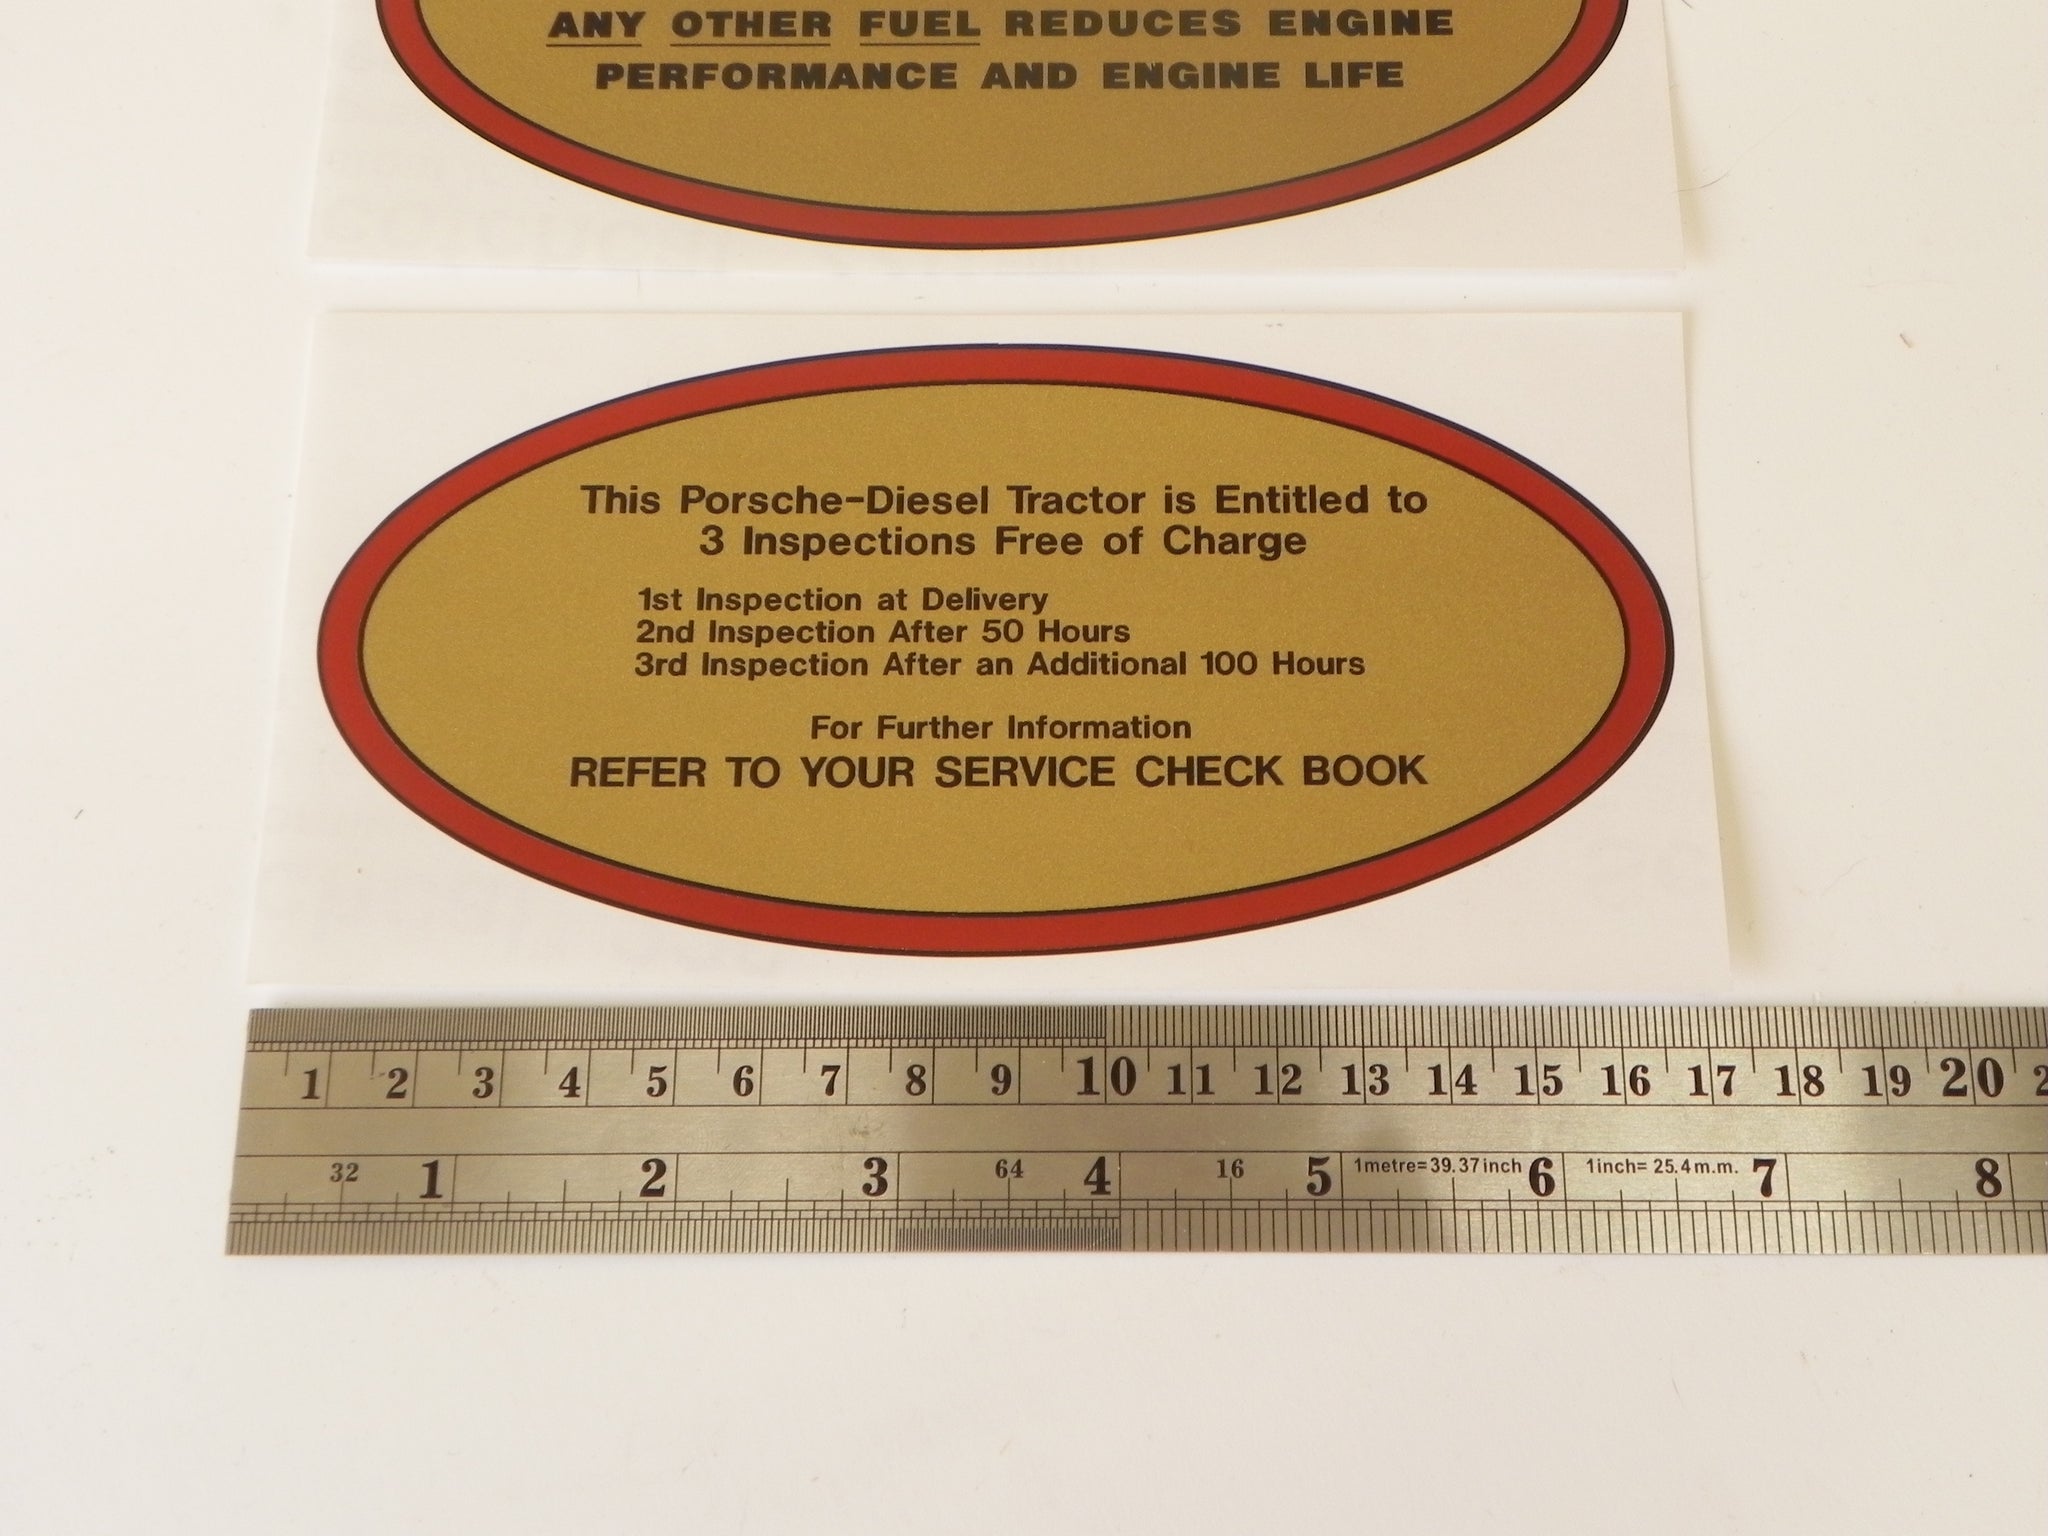 ANY OTHER FUEL REDUCES ENGINE
PERFORMANCE AND ENGINE LIFE
This Porsche-Diesel Tractor is Entitled to
3 Inspections Free of Charge
1st Inspection at Delivery
2nd Inspection After 50 Hours
3rd Inspection After an Additional 100 Hours
For Further Information
REFER TO YOUR SERVICE CHECK BOOK
1 2 3 4 5 6 7 8 9 10 11 12 13 14 15 16 17 18 19 20 2
32 1 2 3 64 4 16 5 1metre=39.37inch 6 1inch= 25.4m.m. 7 8